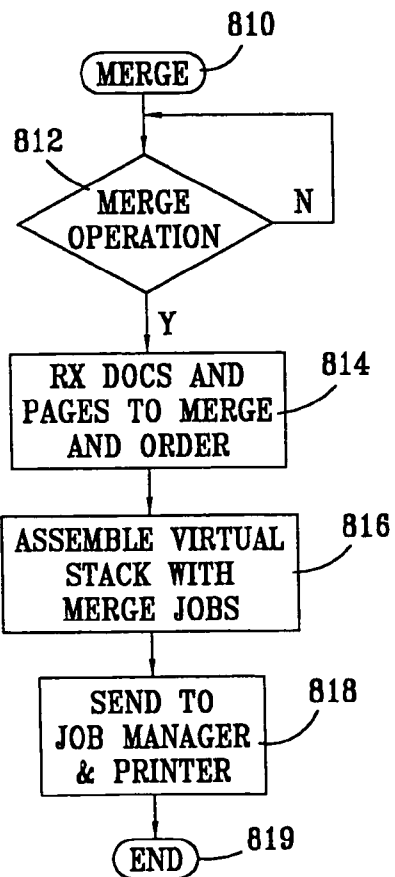 810
MERGE
812
MERGE
OPERATION
N
Y
RX DOCS AND
PAGES TO MERGE
AND ORDER
814
ASSEMBLE VIRTUAL
STACK WITH
MERGE JOBS
816
SEND TO
JOB MANAGER
& PRINTER
818
END
819